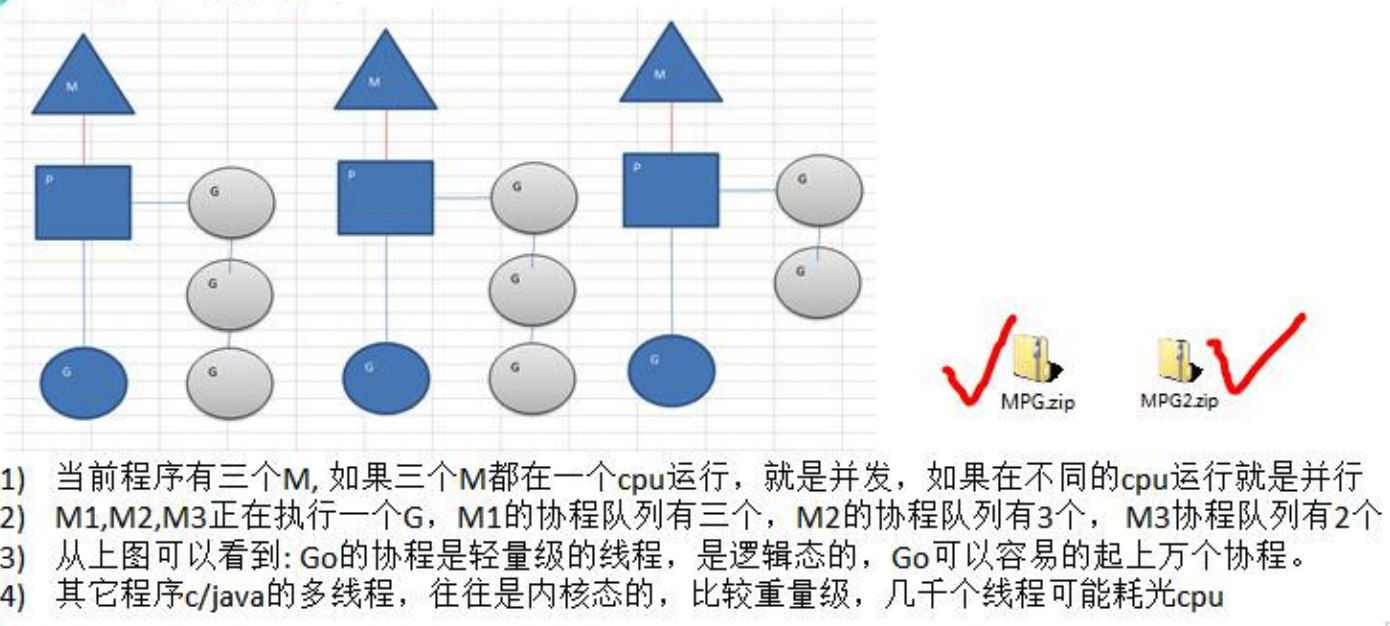 M M M
P G P G P G
G G G
G G G G G
MPG.zip MPG2.zip
1) 当前程序有三个M, 如果三个M都在一个cpu运行，就是并发，如果在不同的cpu运行就是并行
2) M1,M2,M3正在执行一个G，M1的协程队列有三个，M2的协程队列有3个， M3协程队列有2个
3) 从上图可以看到: Go的协程是轻量级的线程，是逻辑态的，Go可以容易的起上万个协程。
4) 其它程序c/java的多线程，往往是内核态的，比较重量级，几千个线程可能耗光cpu